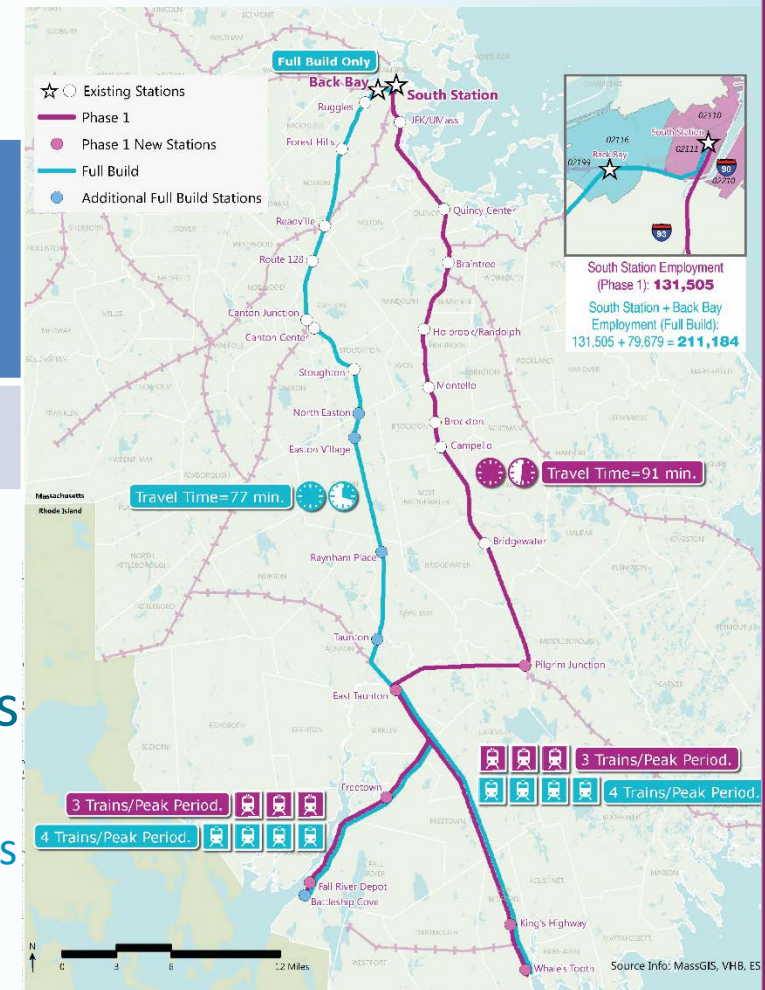 Full Build Only
Back Bay
South Station
Existing Stations
Phase 1
Phase 1 New Stations
Full Build
Additional Full Build Stations
Ruggles
JFK/UMass
Forest Hills
Readville
Quincy Center
Route 128
Braintree
Canton Junction
Canton Center
Holbrook/Randolph
Stoughton
Montello
North Easton
Brockton
Easton Village
Campello
02116
02110
South Station
02111
Back Bay
02199
02210
90
93
South Station Employment
(Phase 1): 131,505
South Station + Back Bay
Employment (Full Build):
131,505 + 79,679 = 211,184
Travel Time=77 min.
Travel Time=91 min.
Massachusetts
Rhode Island
Bridgewater
Raynham Place
Taunton
Pilgrim Junction
East Taunton
s
3 Trains/Peak Period.
4 Trains/Peak Period.
Freetown
3 Trains/Peak Period.
4 Trains/Peak Period.
s
Fall River Depot
Battleship Cove
King's Highway
Whale's Tooth
N
0 3 6 12 Miles
Source Info: MassGIS, VHB, ES